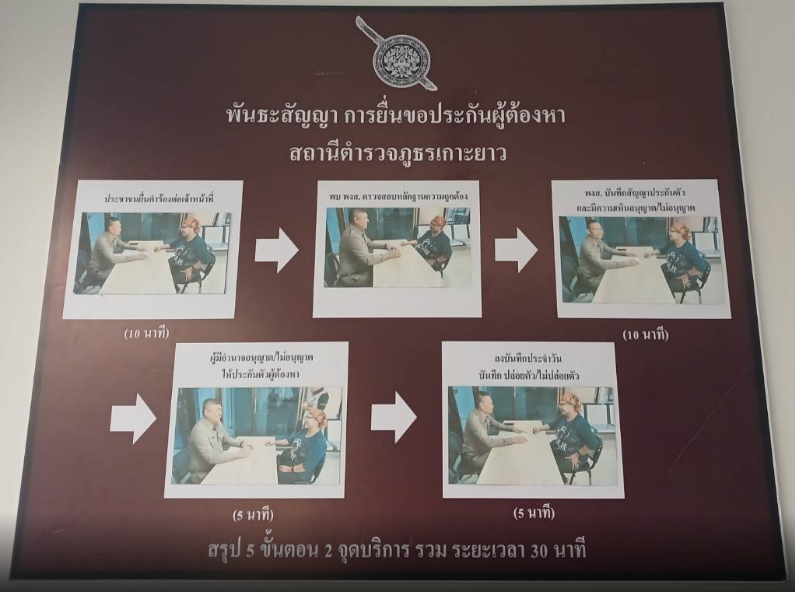 พันธะสัญญา การยื่นขอประกันผู้ต้องหา
สถานีตำรวจภูธรเกาะยาว
ประชาชนยื่นคำร้องต่อเจ้าหน้าที่
(10 นาที)
พบ พงส. ตรวจสอบหลักฐานความถูกต้อง
พงส. บันทึกสัญญาประกันตัว
และมีความเห็นอนุญาต/ไม่อนุญาต
(10 นาที)
ผู้มีอำนาจอนุญาต/ไม่อนุญาต
ให้ประกันตัวผู้ต้องหา
(5 นาที)
ลงบันทึกประจำวัน
บันทึก ปล่อยตัว/ไม่ปล่อยตัว
(5 นาที)
สรุป 5 ขั้นตอน 2 จุดบริการ รวม ระยะเวลา 30 นาที